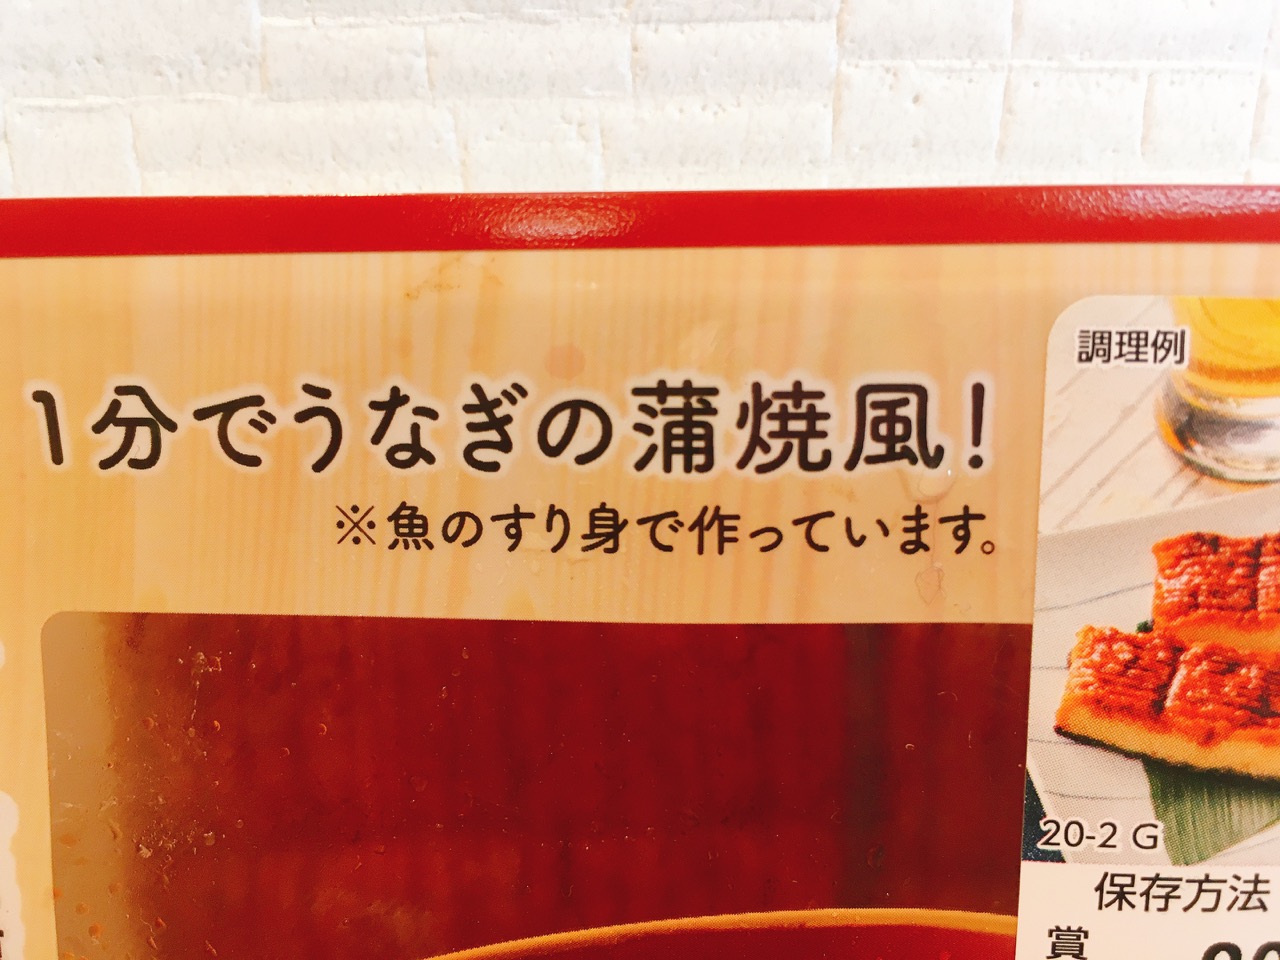 1分でうなぎの蒲焼風!
※魚のすり身で作っています。
調理例
20-2 G
保存方法
賞